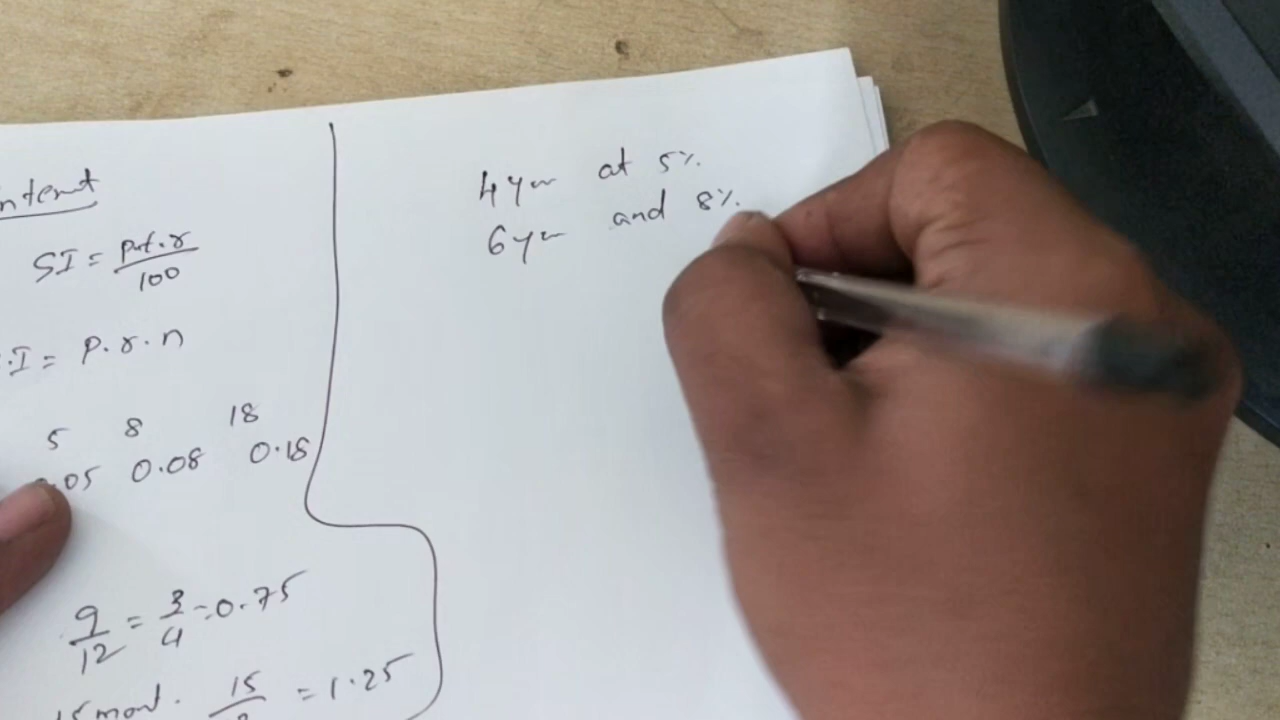 SI = p×t.r / 100
.I = p.r.n
5 8 18
.05 0.08 0.18
9/12 = 3/4 = 0.75
15 = 1.25
4 yr at 5%
6 yr and 8%